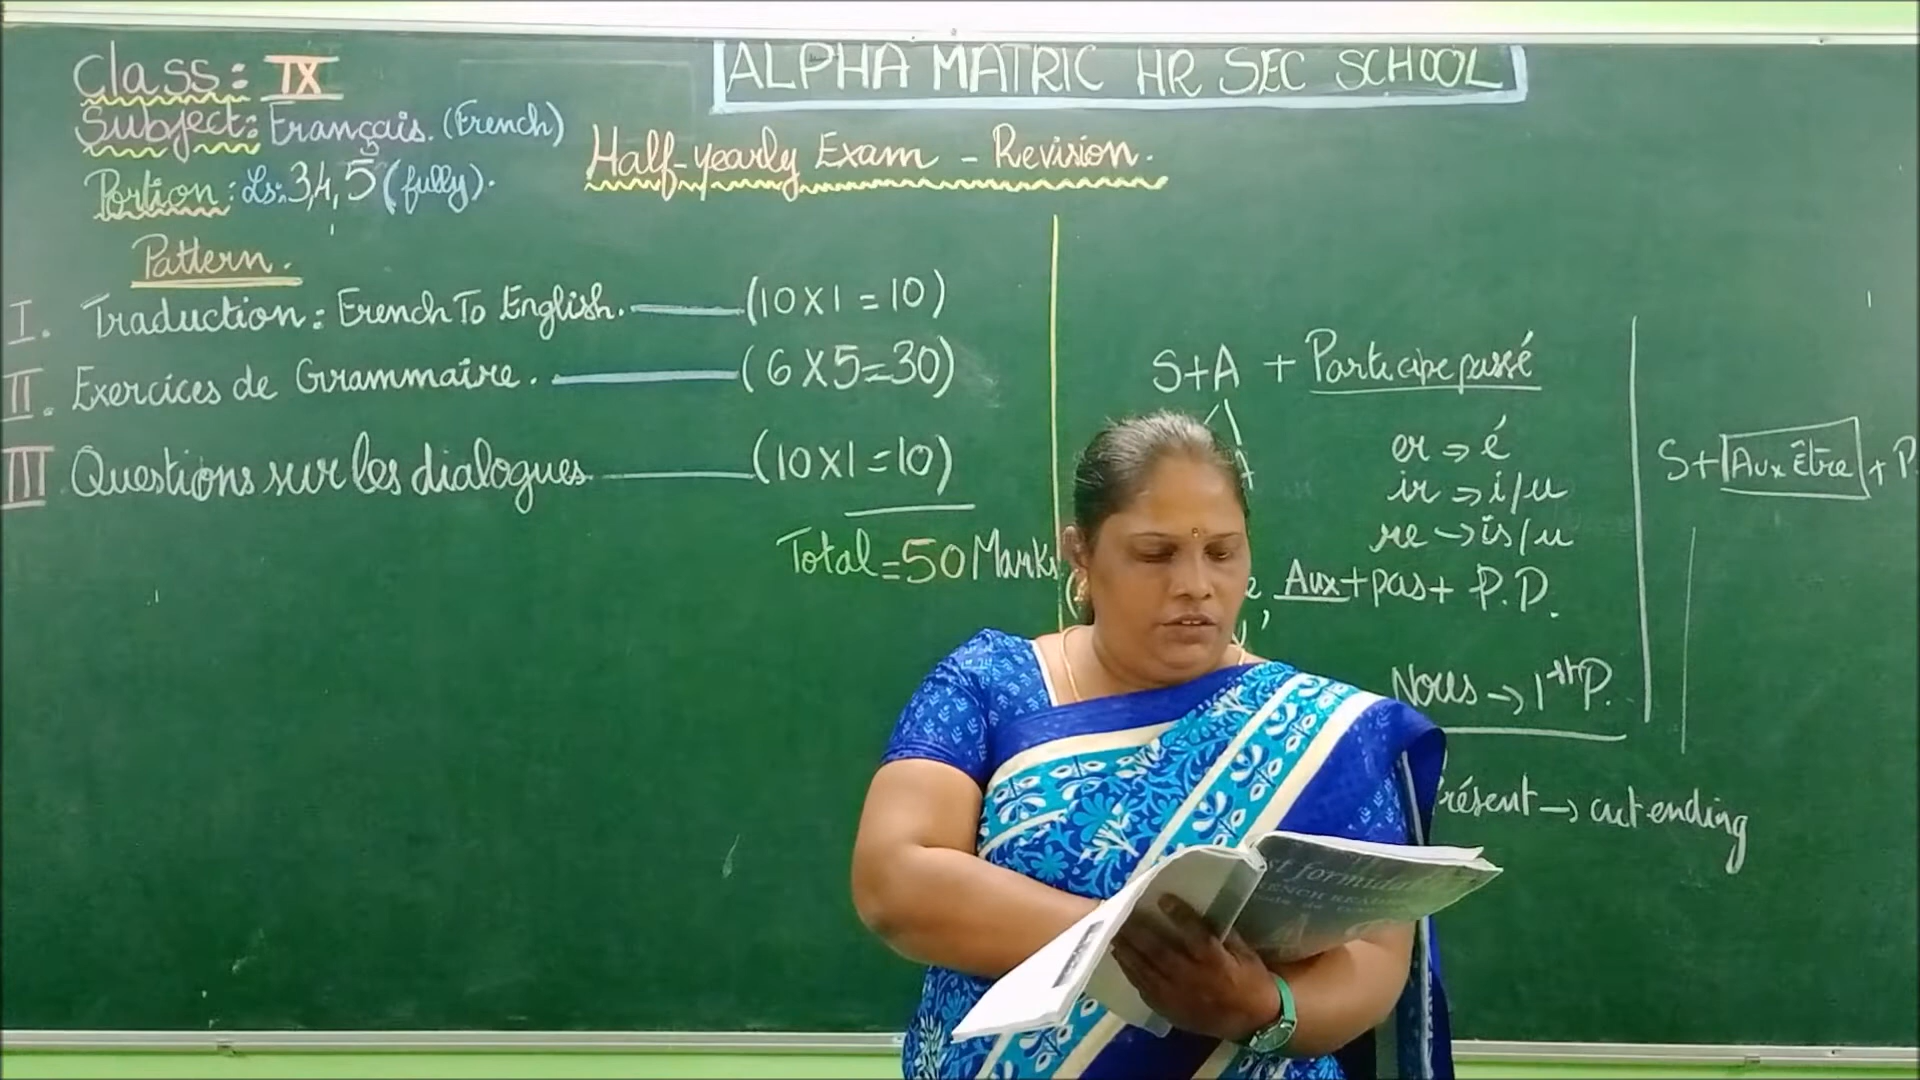 ALPHA MATRIC HR SEC SCHOOL
Class: IX
Subject: Français. (French)
Portion: Ls:3,4,5 (fully).
Half-yearly Exam - Revision.
Pattern.
I. Traduction: French To English. (10X1=10)
II. Exercices de Grammaire. (6X5=30)
III Questions sur les dialogues (10X1=10)
Total=50 Marks
S+A + Participe passé
er → é
ir → i/u
re → is/u
Aux+pas+ P.P.
Nous → 1st P.
résent → cut ending
S+ Aux Être + P
st formida